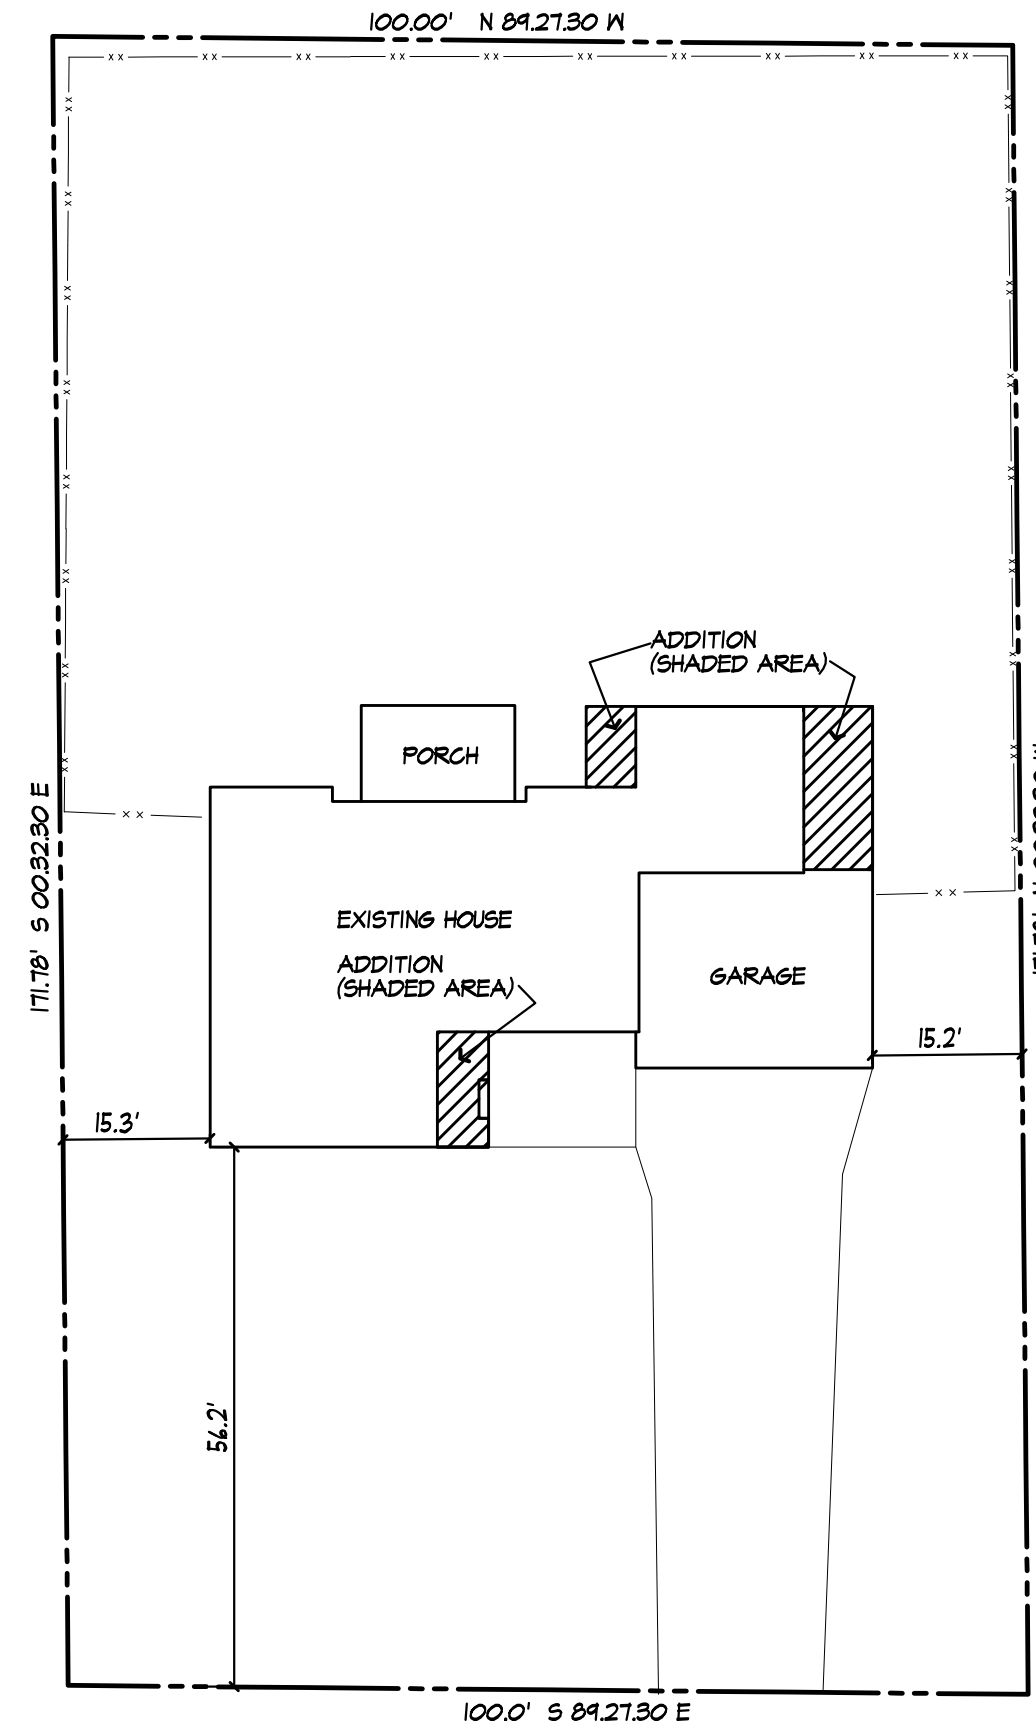 100.00' N 89.27.30 W
ADDITION
(SHADED AREA)
PORCH
171.78' S 00.32.30 E
EXISTING HOUSE
ADDITION
(SHADED AREA)
GARAGE
15.2'
15.3'
56.2'
100.0' S 89.27.30 E